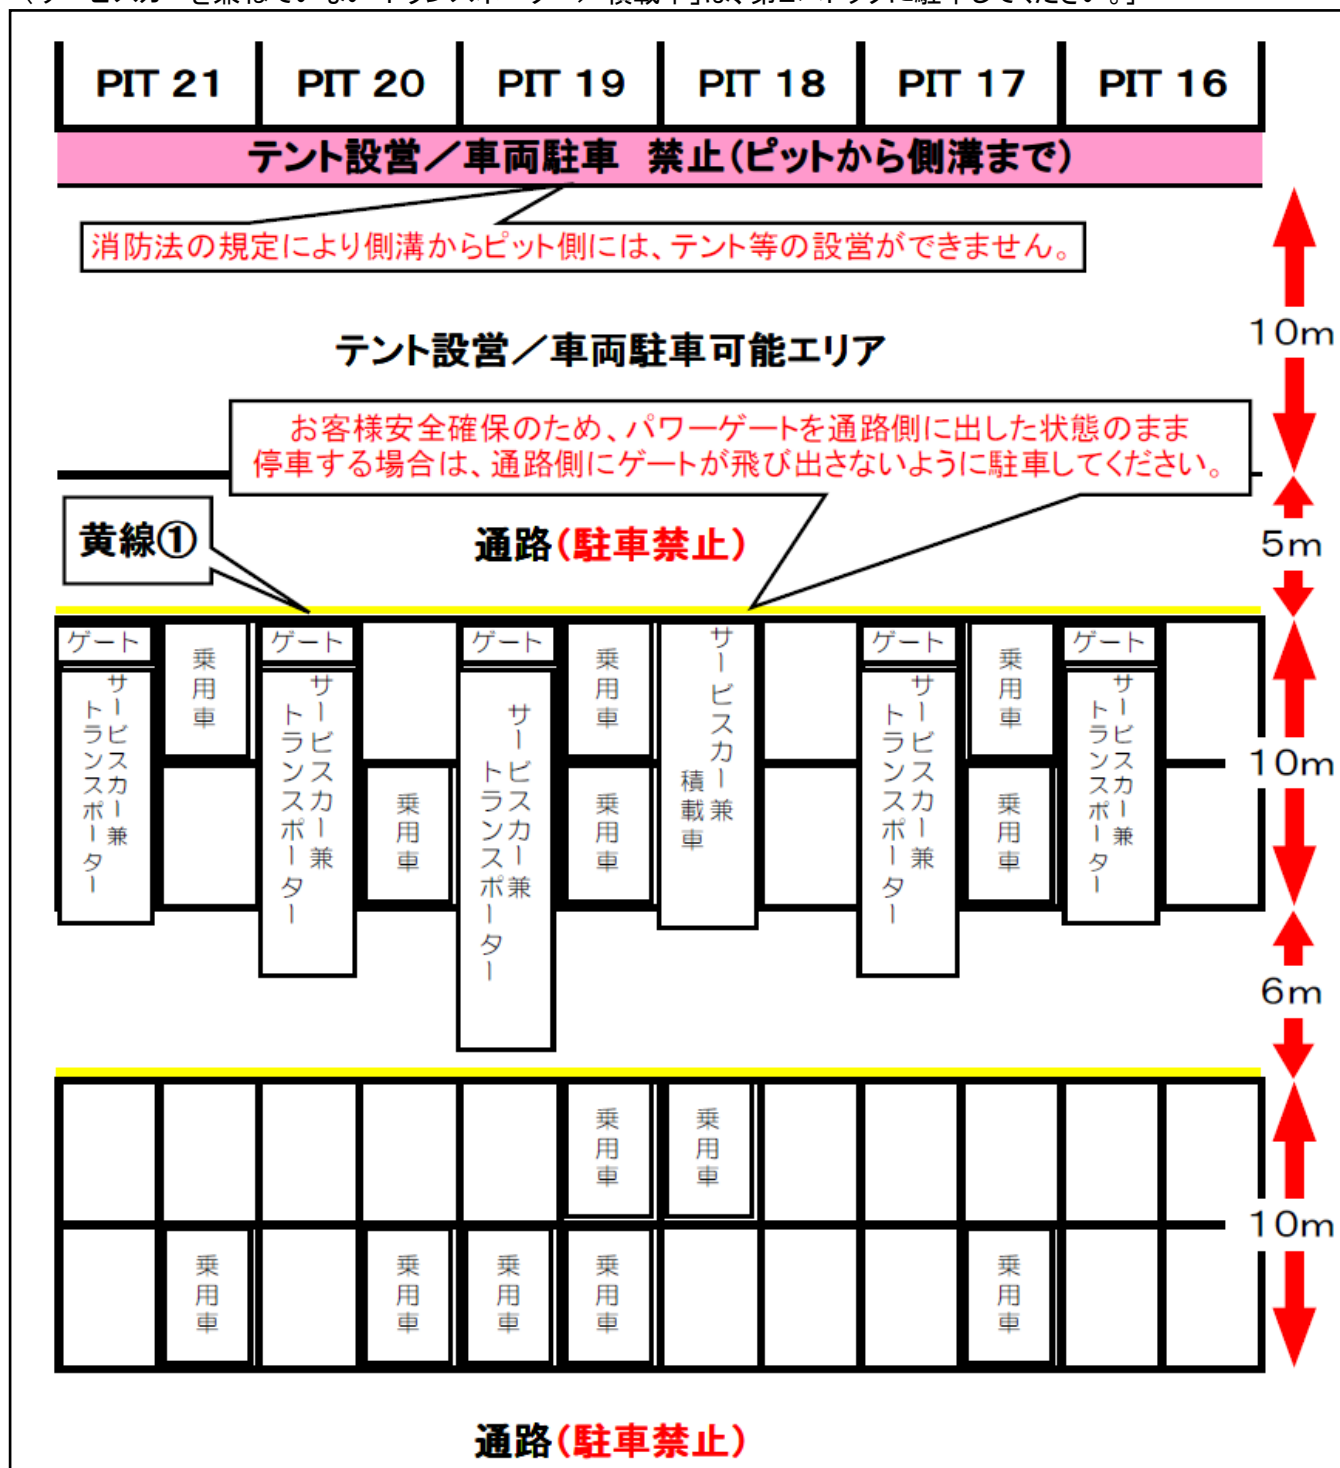 PIT 21 PIT 20 PIT 19 PIT 18 PIT 17 PIT 16
テント設営／車両駐車　禁止（ピットから側溝まで）
消防法の規定により側溝からピット側には、テント等の設営ができません。
10m
テント設営／車両駐車可能エリア
お客様安全確保のため、パワーゲートを通路側に出した状態のまま
停車する場合は、通路側にゲートが飛び出さないように駐車してください。
黄線①
通路（駐車禁止）
5m
ゲート
サービスカー兼
トランスポーター
乗用車
ゲート
サービスカー兼
トランスポーター
乗用車
ゲート
サービスカー兼
トランスポーター
乗用車
乗用車
サービスカー兼
積載車
ゲート
サービスカー兼
トランスポーター
乗用車
乗用車
ゲート
サービスカー兼
トランスポーター
10m
6m
乗用車
乗用車
乗用車
乗用車
乗用車
乗用車
乗用車
10m
通路（駐車禁止）